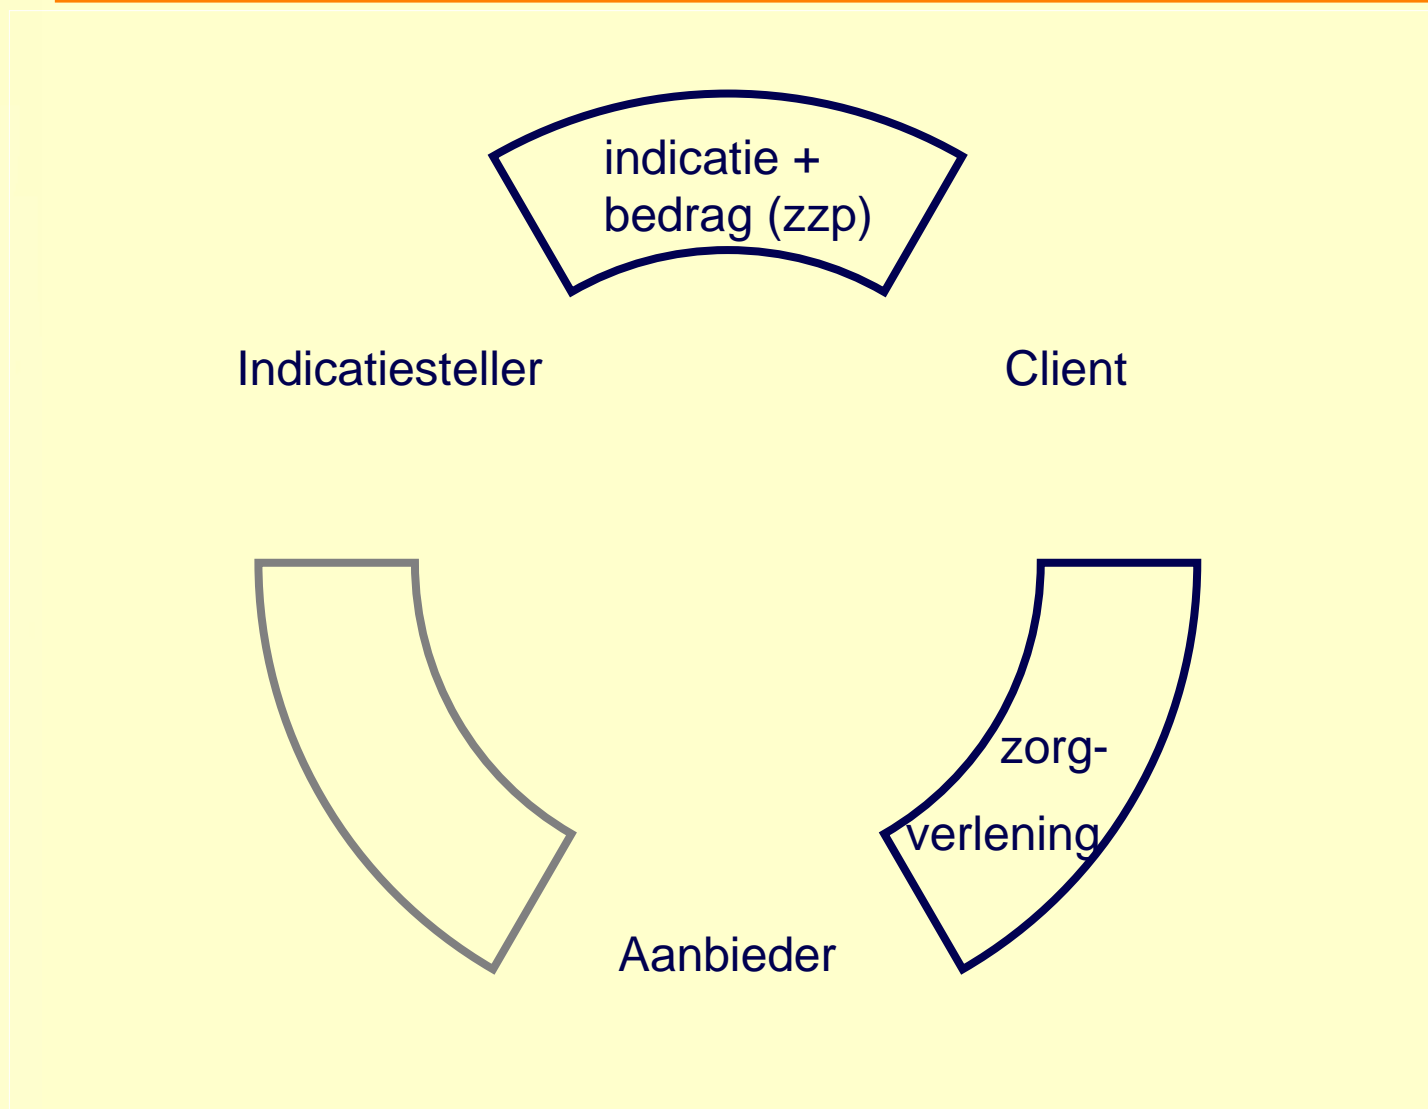 indicatie +
bedrag (zzp)
Indicatiesteller
Client
zorg-
verlening
Aanbieder